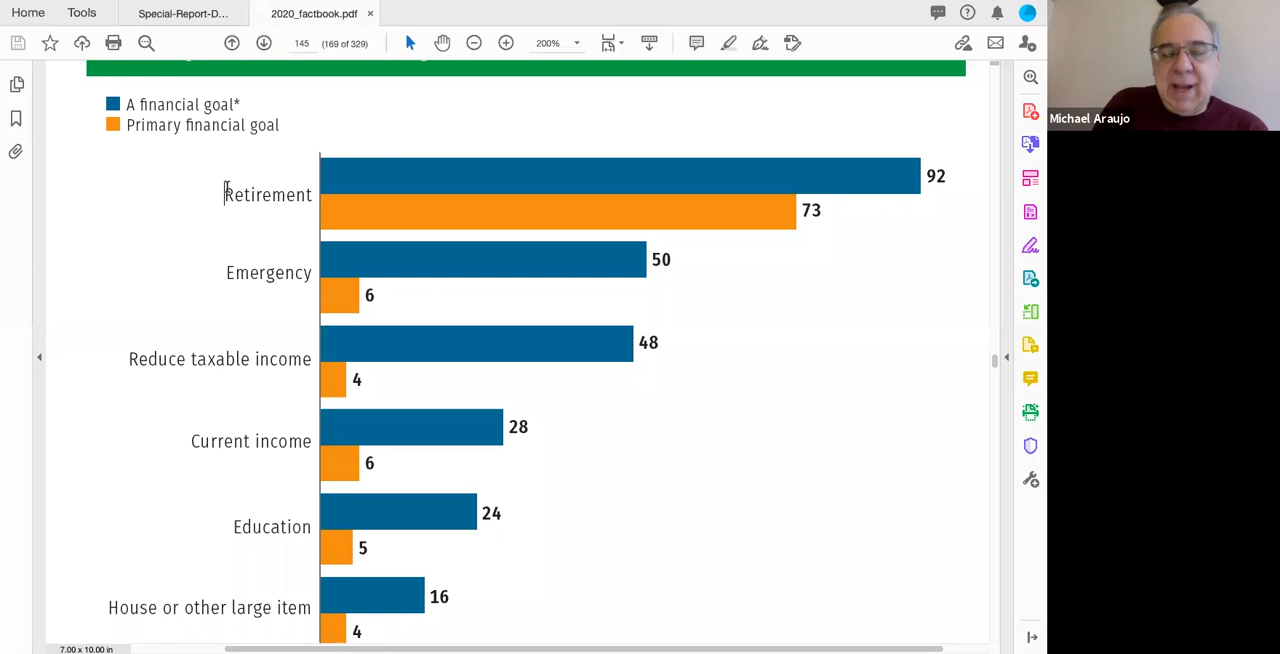 Home Tools Special-Report-D... 2020_factbook.pdf ×
145 (169 of 329) 200%
A financial goal*
Primary financial goal
Retirement 92
73
Emergency 50
6
Reduce taxable income 48
4
Current income 28
6
Education 24
5
House or other large item 16
4
7.00 x 10.00 in
Michael Araujo